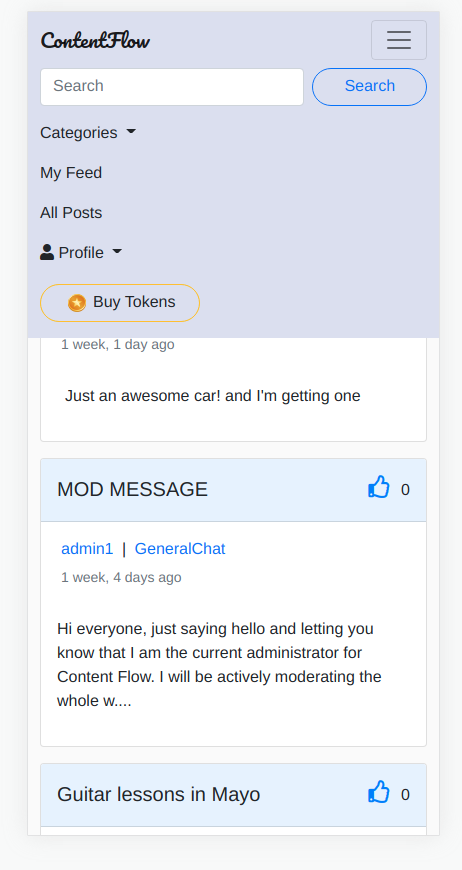 ContentFlow
Search
Search
Categories
My Feed
All Posts
Profile
Buy Tokens
1 week, 1 day ago
Just an awesome car! and I'm getting one
MOD MESSAGE
0
admin1 | GeneralChat
1 week, 4 days ago
Hi everyone, just saying hello and letting you
know that I am the current administrator for
Content Flow. I will be actively moderating the
whole w....
Guitar lessons in Mayo
0